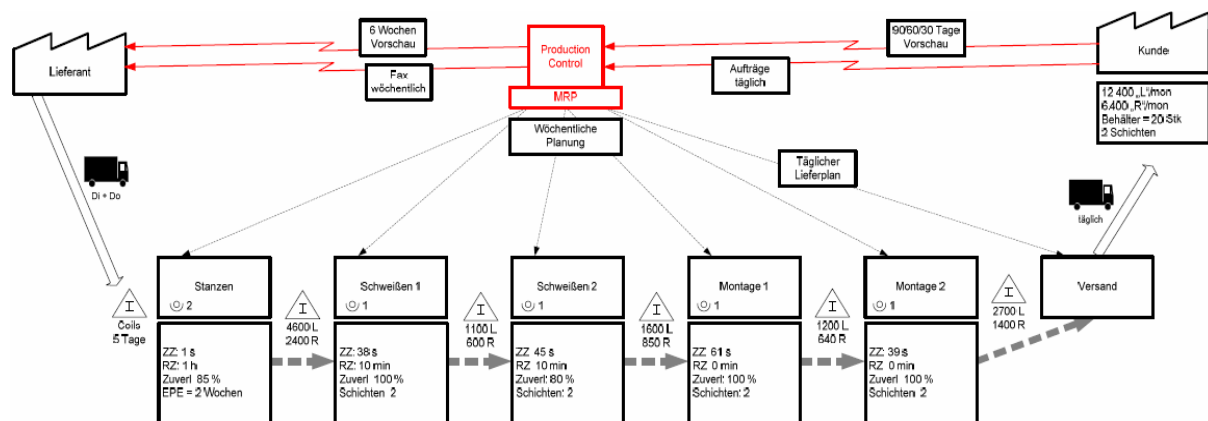 6 Wochen
Vorschau
90/60/30 Tage
Vorschau
Lieferant
Production
Control
Kunde
Fax
wöchentlich
Aufträge
täglich
MRP
12 400 „L“/mon
6.400 „R“/mon
Behälter = 20 Stk
2 Schichten
Wöchentliche
Planung
Täglicher
Lieferplan
Di + Do
täglich
Stanzen
2
Schweißen 1
1
Schweißen 2
1
Montage 1
1
Montage 2
1
Versand
I
Coils
5 Tage
I
4600 L
2400 R
I
1100 L
600 R
I
1600 L
850 R
I
1200 L
640 R
I
2700 L
1400 R
ZZ: 1 s
RZ: 1 h
Zuverl 85 %
EPE = 2 Wochen
ZZ: 38 s
RZ: 10 min
Zuverl 100 %
Schichten: 2
ZZ 45 s
RZ 10 min
Zuverl: 80 %
Schichten: 2
ZZ: 61 s
RZ 0 min
Zuverl: 100 %
Schichten: 2
ZZ: 39 s
RZ 0 min
Zuverl 100 %
Schichten: 2